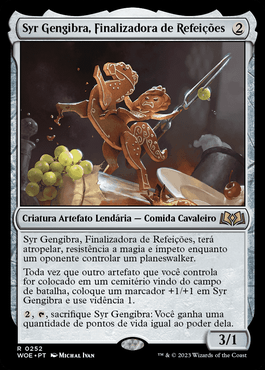 Syr Gengibra, Finalizadora de Refeições 2
Criatura Artefato Lendária — Comida Cavaleiro
Syr Gengibra, Finalizadora de Refeições, terá
atropelar, resistência a magia e ímpeto enquanto
um oponente controlar um planeswalker.
Toda vez que outro artefato que você controla
for colocado em um cemitério vindo do campo
de batalha, coloque um marcador +1/+1 em Syr
Gengibra e use vidência 1.
2, , sacrifique Syr Gengibra: Você ganha uma
quantidade de pontos de vida igual ao poder dela.
3/1
R 0252
WOE • PT MICHAL IVAN
™ & © 2023 Wizards of the Coast